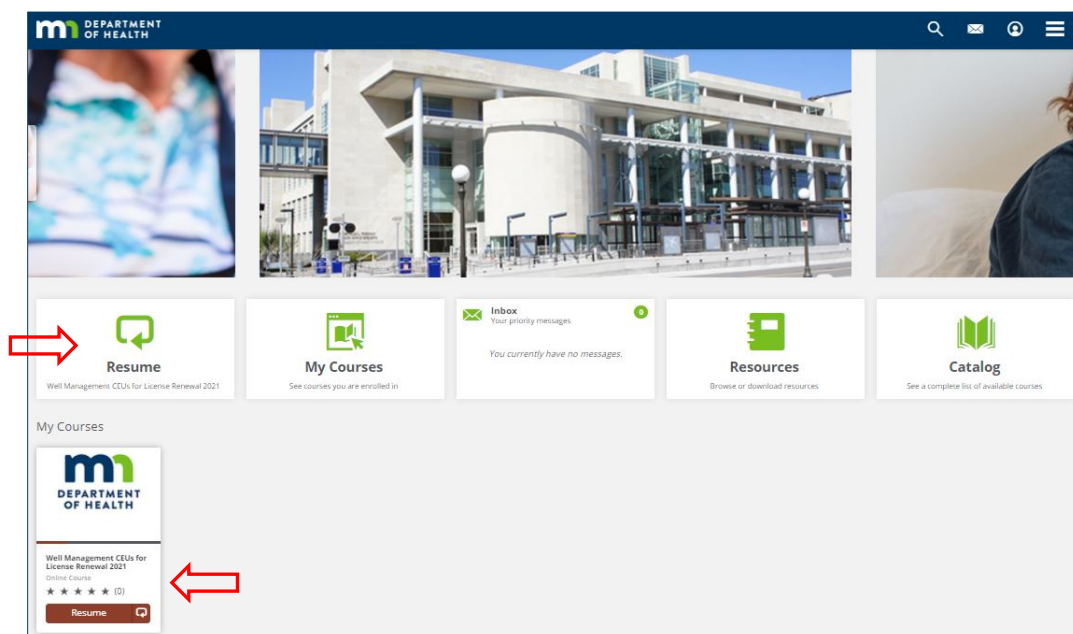 mn DEPARTMENT
OF HEALTH
Resume
Well Management CEUs for License Renewal 2021
My Courses
See courses you are enrolled in
Inbox
Your priority messages
0
You currently have no messages.
Resources
Browse or download resources
Catalog
See a complete list of available courses
My Courses
mn
DEPARTMENT
OF HEALTH
Well Management CEUs for
License Renewal 2021
Online Course
★ ★ ★ ★ ★ (0)
Resume